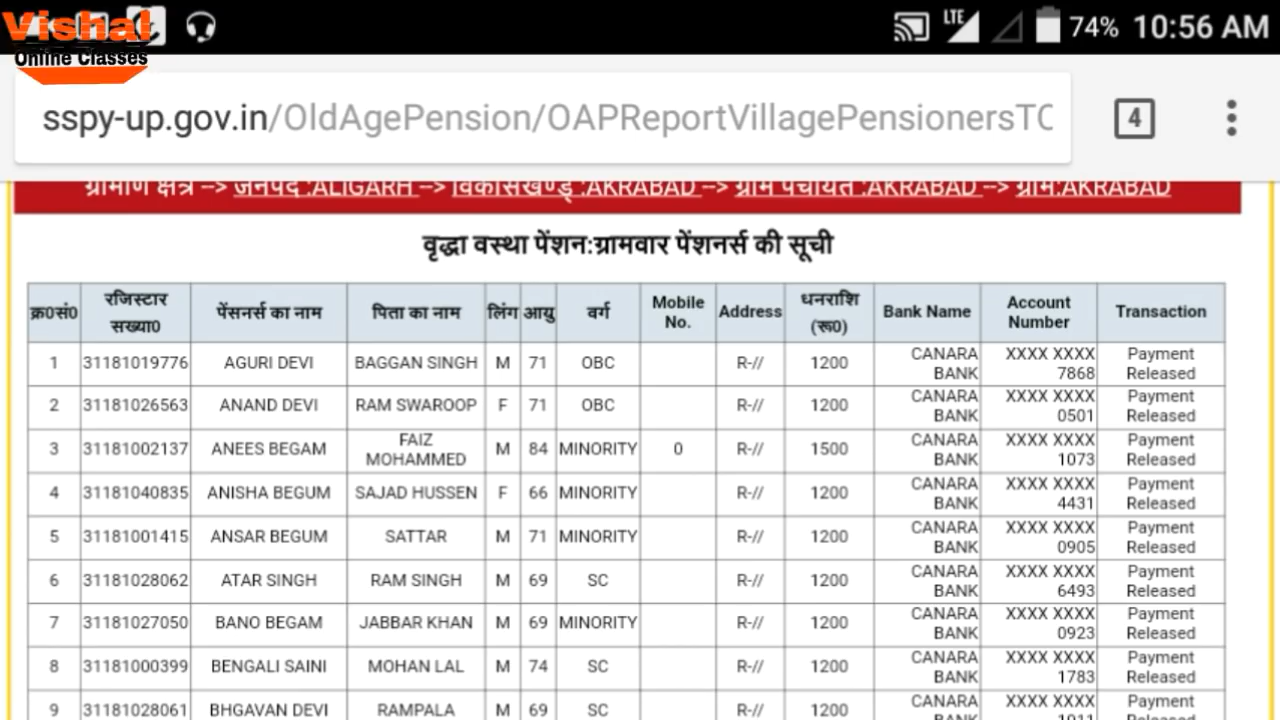 Vishal
Online Classes
LTE 74% 10:56 AM
sspy-up.gov.in/OldAgePension/OAPReportVillagePensionersTC
4
ग्रामीण क्षेत्र --> जनपद :ALIGARH --> विकासखण्ड :AKRABAD --> ग्राम पंचायत :AKRABAD --> ग्राम:AKRABAD
वृद्धा वस्था पेंशन:ग्रामवार पेंशनर्स की सूची
क्र0सं0 रजिस्टार सख्या0 पेंसनर्स का नाम पिता का नाम लिंग आयु वर्ग Mobile No. Address धनराशि (रू0) Bank Name Account Number Transaction
1 31181019776 AGURI DEVI BAGGAN SINGH M 71 OBC R-// 1200 CANARA BANK XXXX XXXX 7868 Payment Released
2 31181026563 ANAND DEVI RAM SWAROOP F 71 OBC R-// 1200 CANARA BANK XXXX XXXX 0501 Payment Released
3 31181002137 ANEES BEGAM FAIZ MOHAMMED M 84 MINORITY 0 R-// 1500 CANARA BANK XXXX XXXX 1073 Payment Released
4 31181040835 ANISHA BEGUM SAJAD HUSSEN F 66 MINORITY R-// 1200 CANARA BANK XXXX XXXX 4431 Payment Released
5 31181001415 ANSAR BEGUM SATTAR M 71 MINORITY R-// 1200 CANARA BANK XXXX XXXX 0905 Payment Released
6 31181028062 ATAR SINGH RAM SINGH M 69 SC R-// 1200 CANARA BANK XXXX XXXX 6493 Payment Released
7 31181027050 BANO BEGAM JABBAR KHAN M 69 MINORITY R-// 1200 CANARA BANK XXXX XXXX 0923 Payment Released
8 31181000399 BENGALI SAINI MOHAN LAL M 74 SC R-// 1200 CANARA BANK XXXX XXXX 1783 Payment Released
9 31181028061 BHGAVAN DEVI RAMPALA M 69 SC R-// 1200 CANARA XXXX XXXX Payment